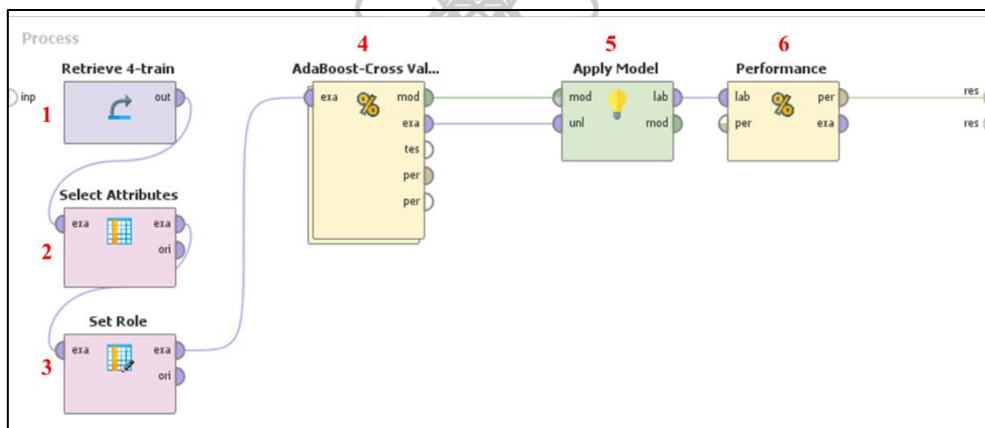 Process
4
5
6
Retrieve 4-train
AdaBoost-Cross Val...
Apply Model
Performance
inp
out
1
exa
mod
exa
tes
per
per
mod
lab
unl
mod
lab
per
per
exa
res
res
Select Attributes
exa
exa
ori
2
Set Role
exa
exa
ori
3